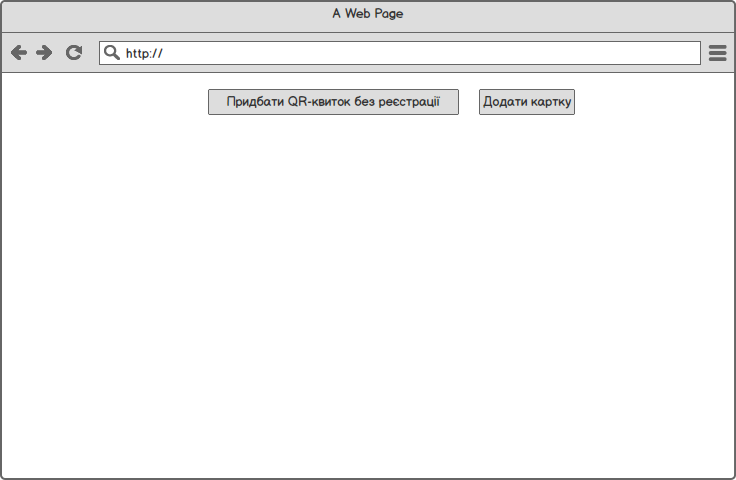 A Web Page
http://
Придбати QR-квиток без реєстрації
Додати картку